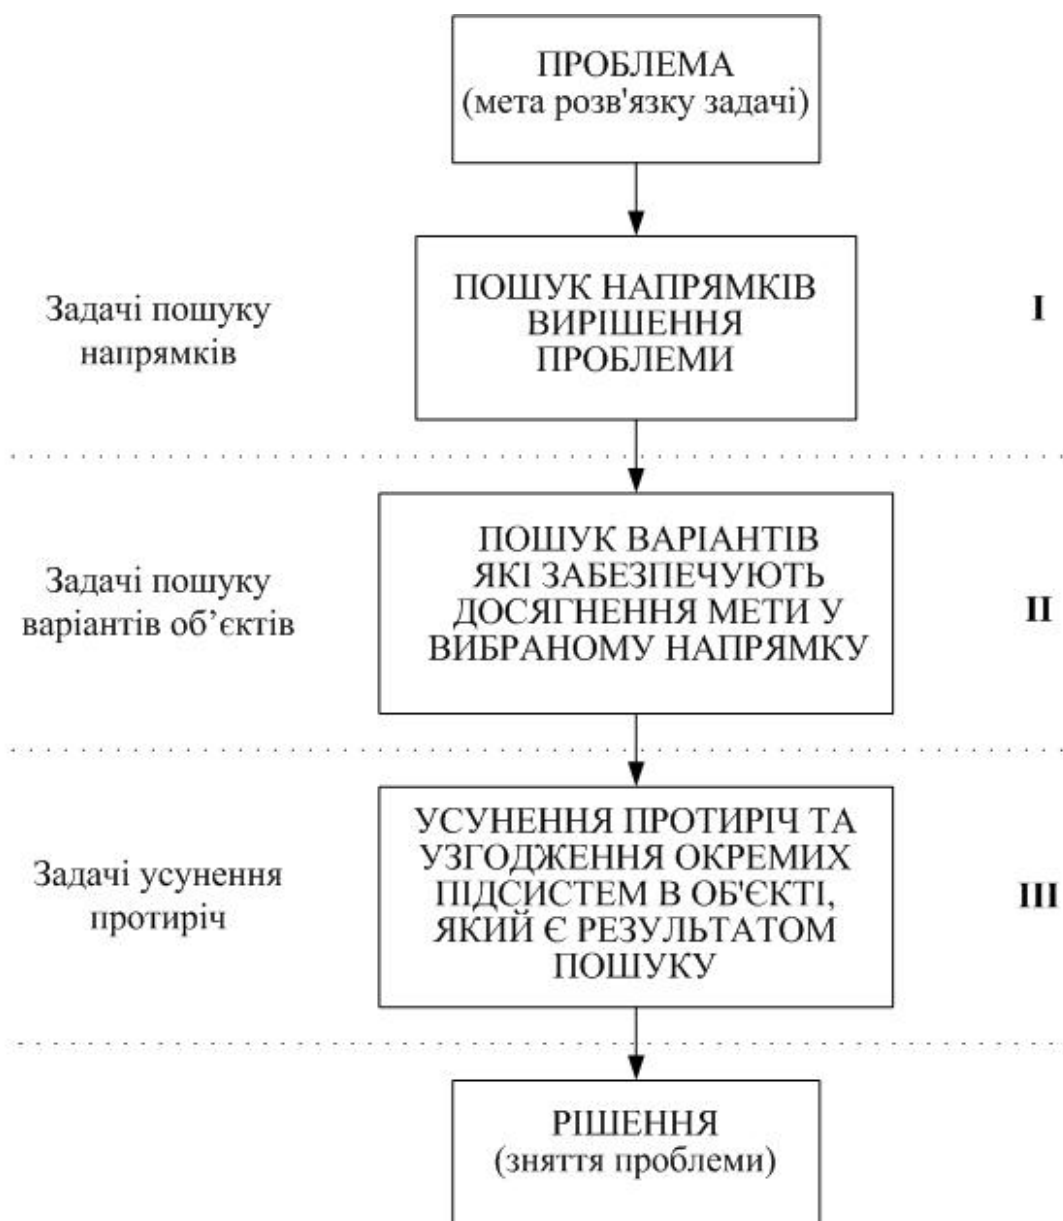 ПРОБЛЕМА
(мета розв'язку задачі)
Задачі пошуку
напрямків
ПОШУК НАПРЯМКІВ
ВИРІШЕННЯ
ПРОБЛЕМИ
I
Задачі пошуку
варіантів об’єктів
ПОШУК ВАРІАНТІВ
ЯКІ ЗАБЕЗПЕЧУЮТЬ
ДОСЯГНЕННЯ МЕТИ У
ВИБРАНОМУ НАПРЯМКУ
II
Задачі усунення
протиріч
УСУНЕННЯ ПРОТИРІЧ ТА
УЗГОДЖЕННЯ ОКРЕМИХ
ПІДСИСТЕМ В ОБ'ЄКТІ,
ЯКИЙ Є РЕЗУЛЬТАТОМ
ПОШУКУ
III
РІШЕННЯ
(зняття проблеми)